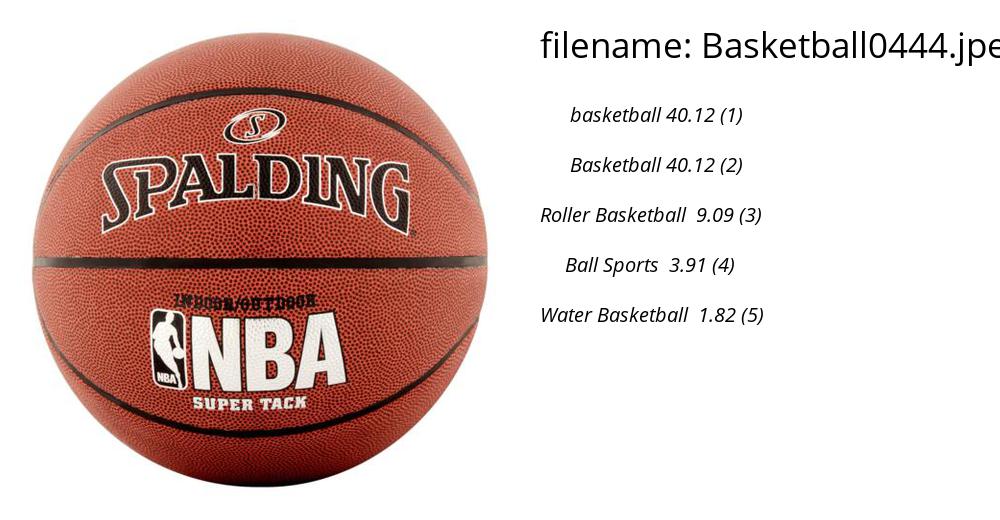 filename: Basketball0444.jpe
basketball 40.12 (1)
Basketball 40.12 (2)
Roller Basketball 9.09 (3)
Ball Sports 3.91 (4)
Water Basketball 1.82 (5)
S
SPALDING
INDOOR/OUTDOOR
NBA
NBA
SUPER TACK